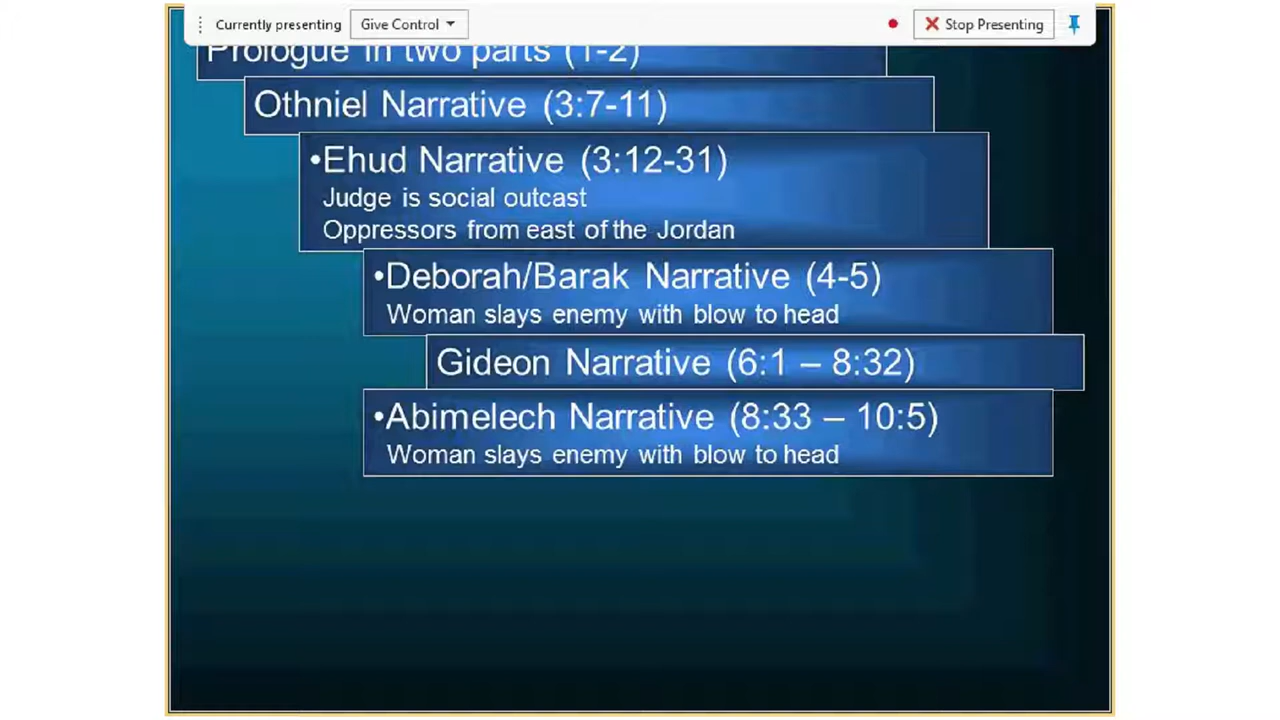 Currently presenting
Give Control
Stop Presenting
Prologue in two parts (1-2)
Othniel Narrative (3:7-11)
•Ehud Narrative (3:12-31)
Judge is social outcast
Oppressors from east of the Jordan
•Deborah/Barak Narrative (4-5)
Woman slays enemy with blow to head
Gideon Narrative (6:1 – 8:32)
•Abimelech Narrative (8:33 – 10:5)
Woman slays enemy with blow to head